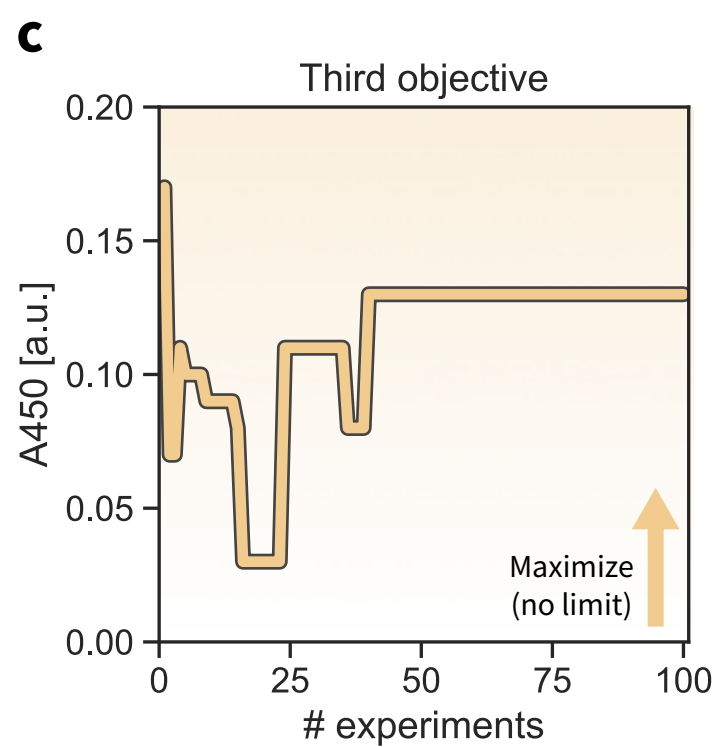 c
Third objective
0.20
0.15
0.10
0.05
0.00
A450 [a.u.]
Maximize
(no limit)
0 25 50 75 100
# experiments